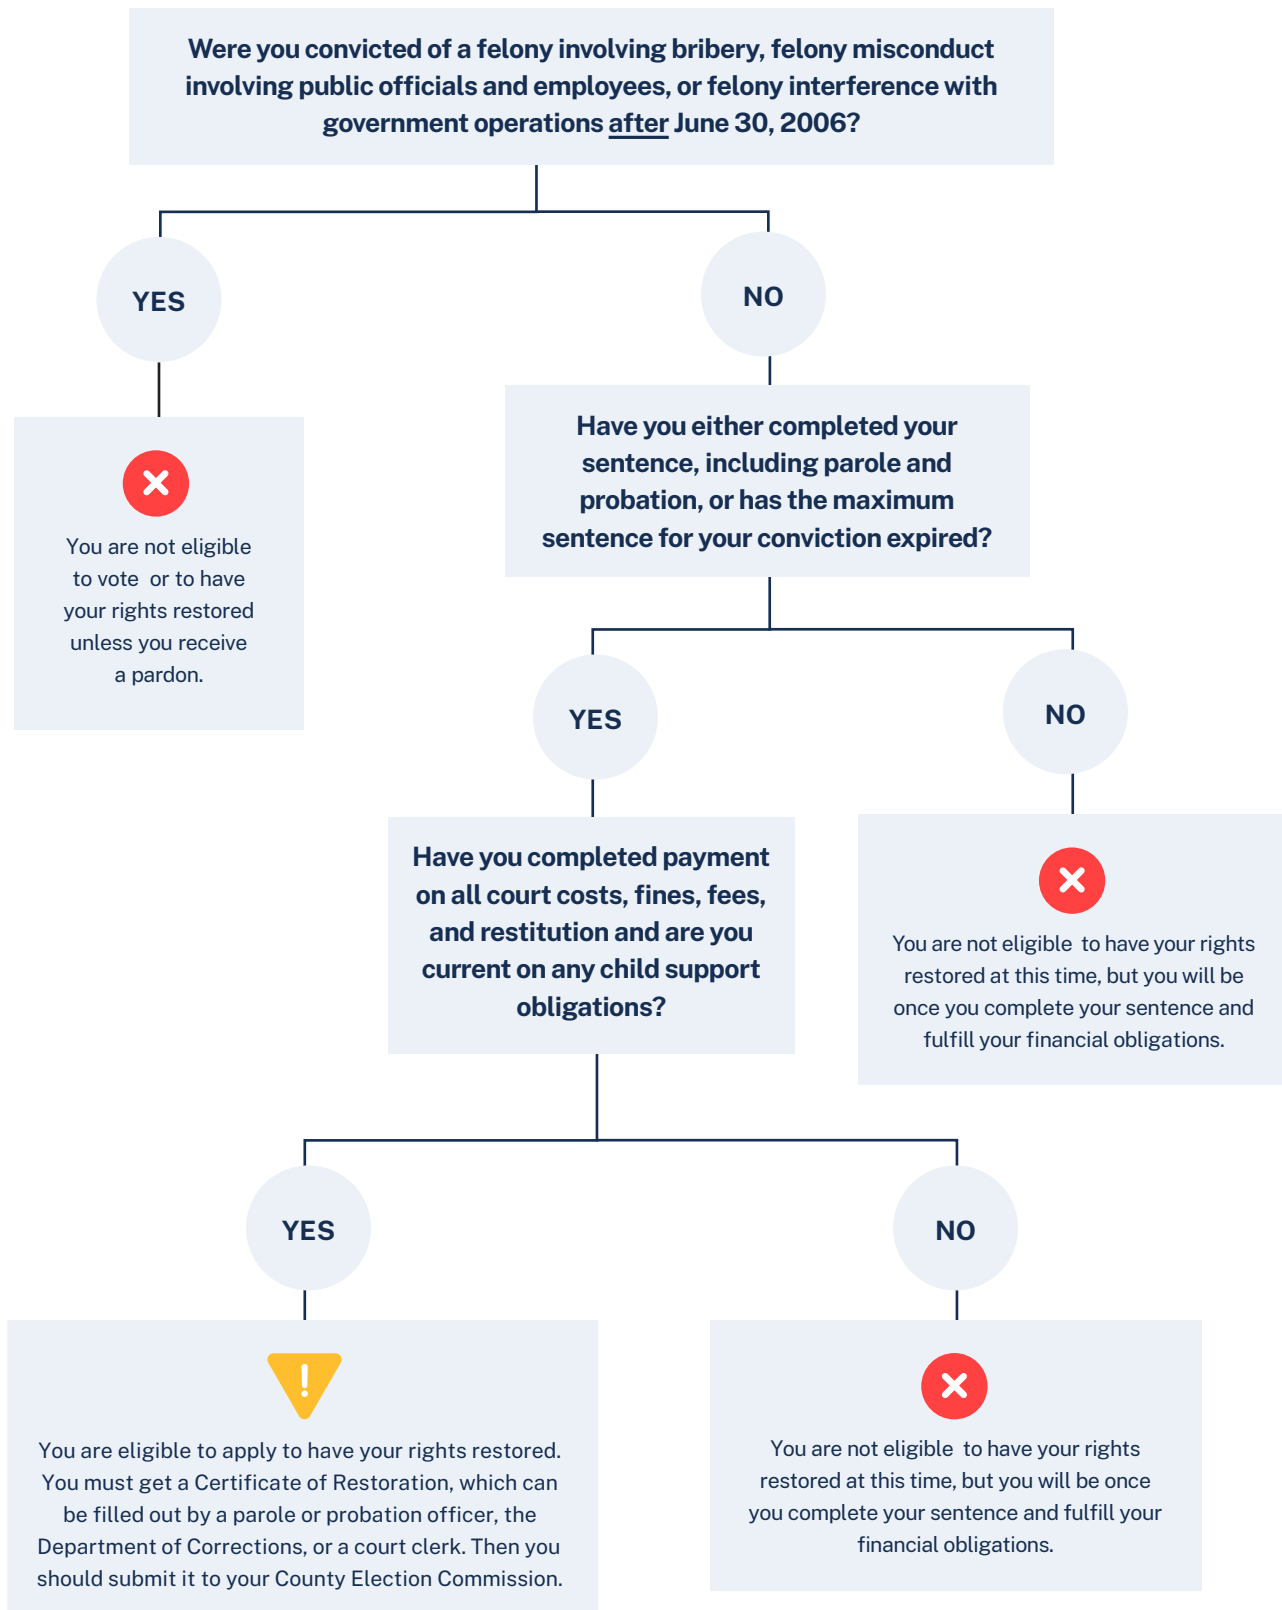 Were you convicted of a felony involving bribery, felony misconduct
involving public officials and employees, or felony interference with
government operations after June 30, 2006?
YES
NO
You are not eligible
to vote or to have
your rights restored
unless you receive
a pardon.
Have you either completed your
sentence, including parole and
probation, or has the maximum
sentence for your conviction expired?
YES
NO
Have you completed payment
on all court costs, fines, fees,
and restitution and are you
current on any child support
obligations?
You are not eligible to have your rights
restored at this time, but you will be
once you complete your sentence and
fulfill your financial obligations.
YES
NO
You are eligible to apply to have your rights restored.
You must get a Certificate of Restoration, which can
be filled out by a parole or probation officer, the
Department of Corrections, or a court clerk. Then you
should submit it to your County Election Commission.
You are not eligible to have your rights
restored at this time, but you will be once
you complete your sentence and fulfill your
financial obligations.